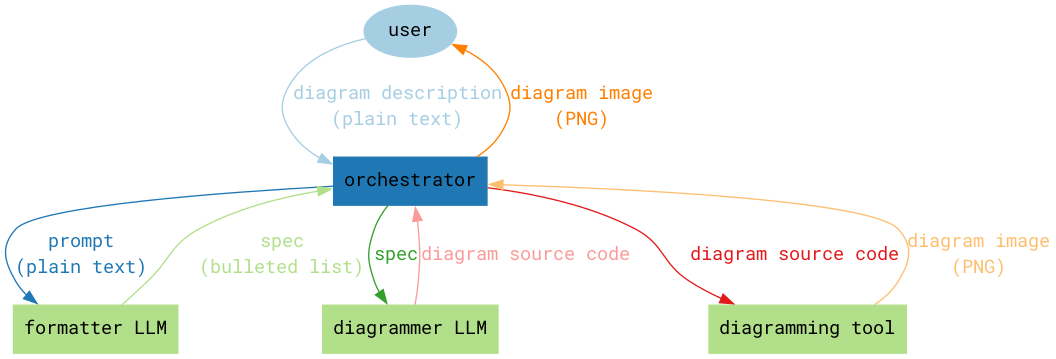 user
diagram description
(plain text)
diagram image
(PNG)
orchestrator
prompt
(plain text)
spec
(bulleted list)
spec
diagram source code
diagram source code
diagram image
(PNG)
formatter LLM
diagrammer LLM
diagramming tool